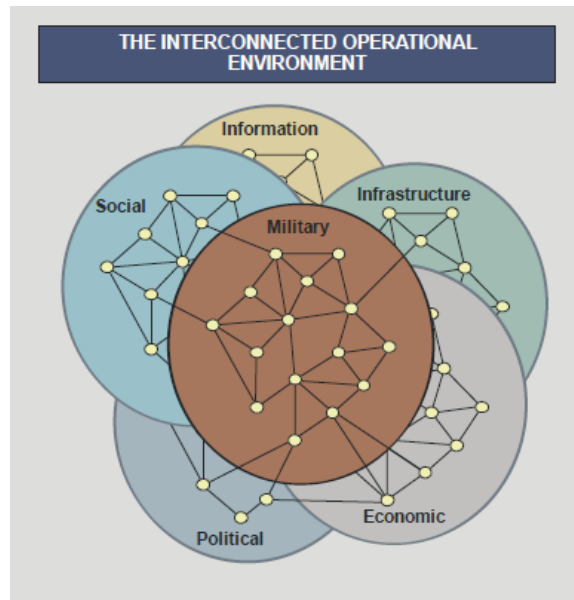 THE INTERCONNECTED OPERATIONAL
ENVIRONMENT
Information
Infrastructure
Social
Military
Economic
Political